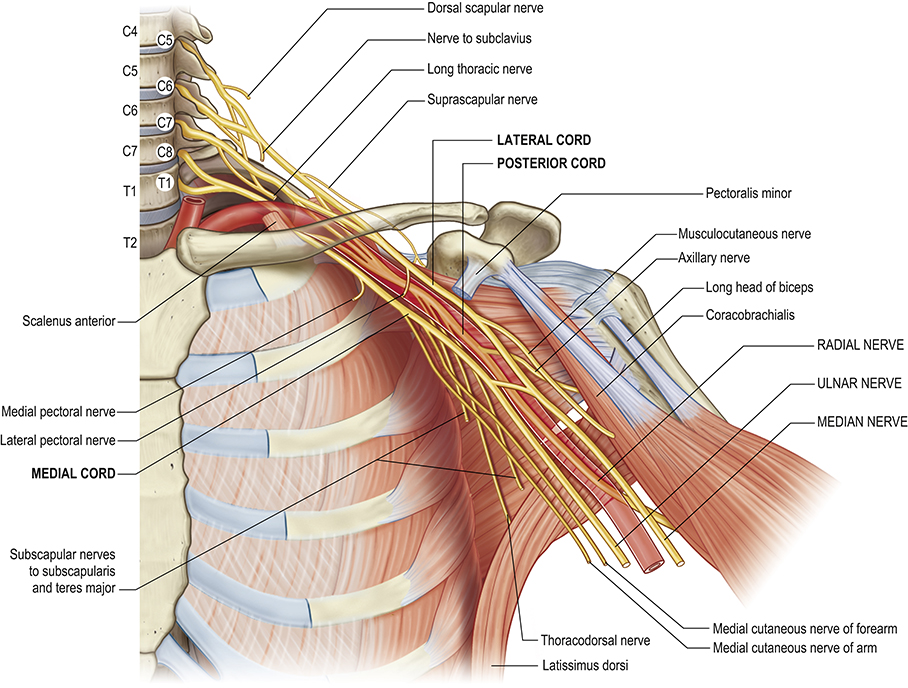 C4
C5
C5
C6
C6
C7
C7
C8
T1
T1
T2
Dorsal scapular nerve
Nerve to subclavius
Long thoracic nerve
Suprascapular nerve
LATERAL CORD
POSTERIOR CORD
Pectoralis minor
Musculocutaneous nerve
Axillary nerve
Long head of biceps
Coracobrachialis
RADIAL NERVE
ULNAR NERVE
MEDIAN NERVE
Scalenus anterior
Medial pectoral nerve
Lateral pectoral nerve
MEDIAL CORD
Subscapular nerves
to subscapularis
and teres major
Medial cutaneous nerve of forearm
Medial cutaneous nerve of arm
Thoracodorsal nerve
Latissimus dorsi